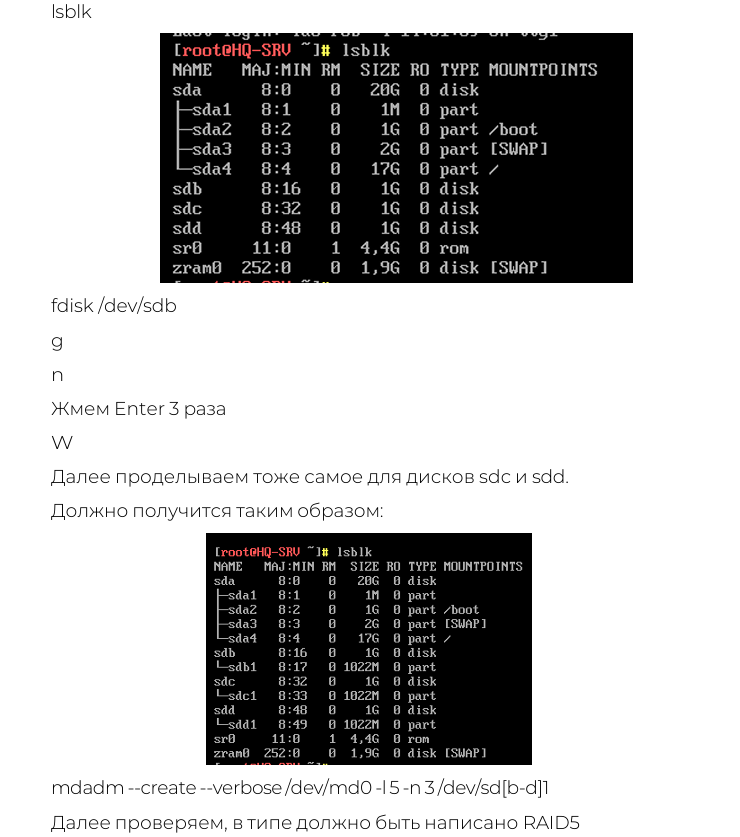 lsblk
[root@HQ-SRV ~]# lsblk
NAME MAJ:MIN RM SIZE RO TYPE MOUNTPOINTS
sda 8:0 0 20G 0 disk
├─sda1 8:1 0 1M 0 part
├─sda2 8:2 0 1G 0 part /boot
├─sda3 8:3 0 2G 0 part [SWAP]
└─sda4 8:4 0 17G 0 part /
sdb 8:16 0 1G 0 disk
sdc 8:32 0 1G 0 disk
sdd 8:48 0 1G 0 disk
sr0 11:0 1 4,4G 0 rom
zram0 252:0 0 1,9G 0 disk [SWAP]
fdisk /dev/sdb
g
n
Жмем Enter 3 раза
W
Далее проделываем тоже самое для дисков sdc и sdd.
Должно получится таким образом:
[root@HQ-SRV ~]# lsblk
NAME MAJ:MIN RM SIZE RO TYPE MOUNTPOINTS
sda 8:0 0 20G 0 disk
├─sda1 8:1 0 1M 0 part
├─sda2 8:2 0 1G 0 part /boot
├─sda3 8:3 0 2G 0 part [SWAP]
└─sda4 8:4 0 17G 0 part /
sdb 8:16 0 1G 0 disk
└─sdb1 8:17 0 1022M 0 part
sdc 8:32 0 1G 0 disk
└─sdc1 8:33 0 1022M 0 part
sdd 8:48 0 1G 0 disk
└─sdd1 8:49 0 1022M 0 part
sr0 11:0 1 4,4G 0 rom
zram0 252:0 0 1,9G 0 disk [SWAP]
mdadm --create --verbose /dev/md0 -l 5 -n 3 /dev/sd[b-d]1
Далее проверяем, в типе должно быть написано RAID5